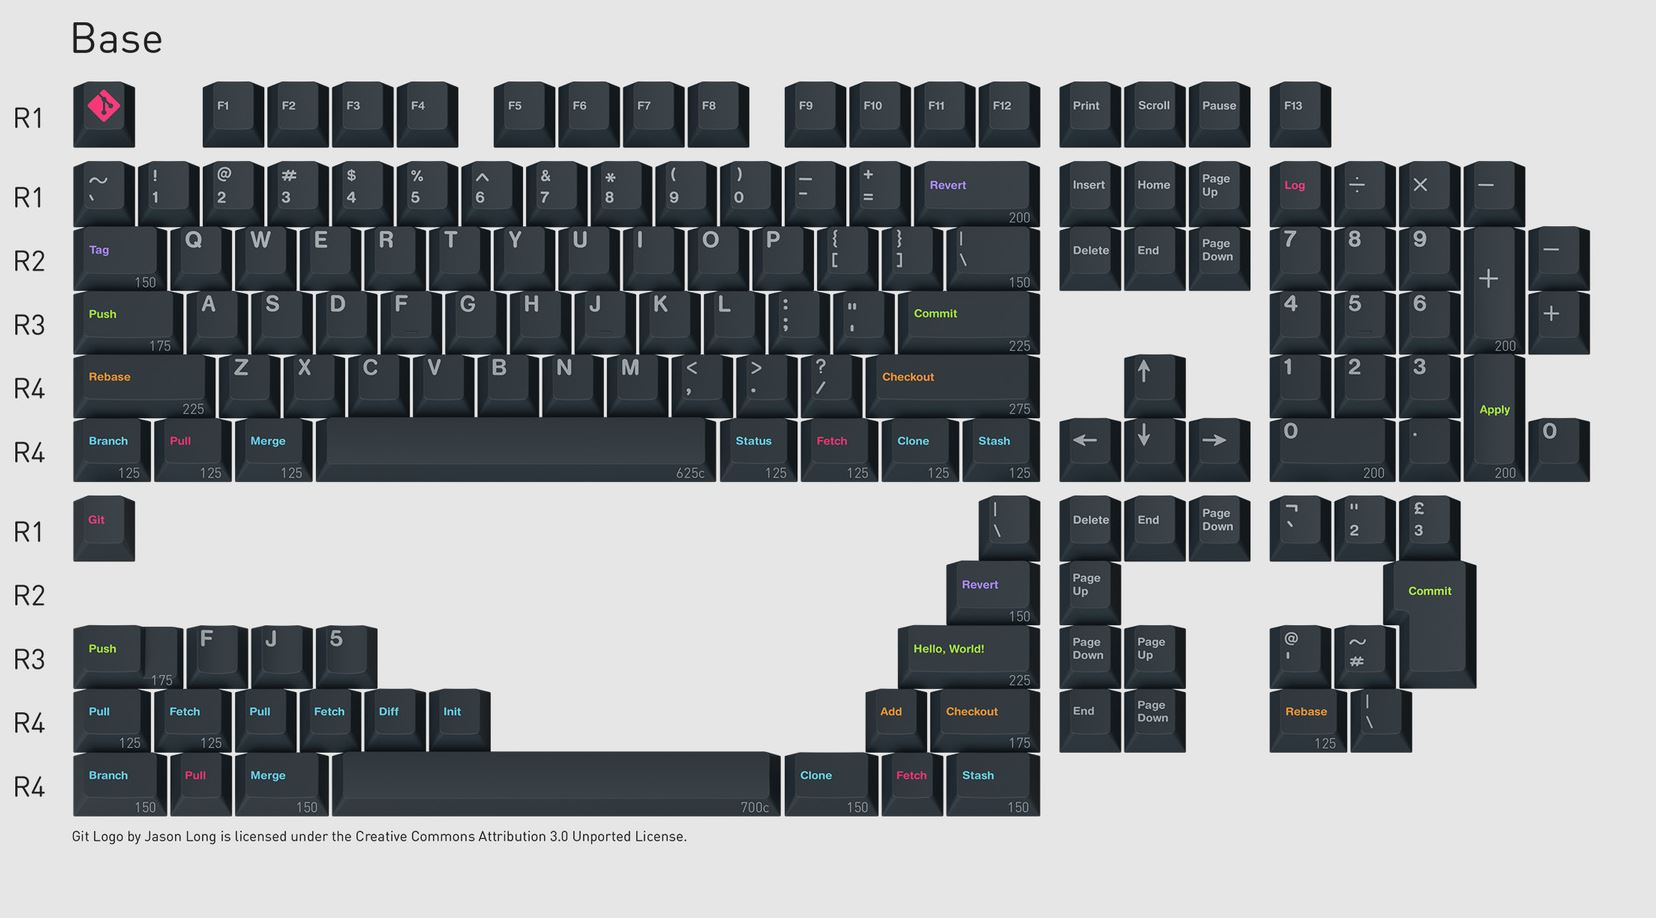 Base
R1 F1 F2 F3 F4 F5 F6 F7 F8 F9 F10 F11 F12 Print Scroll Pause F13
R1 ~ ` ! 1 @ 2 # 3 $ 4 % 5 ^ 6 & 7 * 8 ( 9 ) 0 — - + = Revert 200 Insert Home Page Up Log ÷ × −
R2 Tag 150 Q W E R T Y U I O P { [ } ] | \ 150 Delete End Page Down 7 8 9 + 200 −
R3 Push 175 A S D F G H J K L : ; " ' Commit 225 4 5 6 +
R4 Rebase 225 Z X C V B N M < , > . ? / Checkout 275 ↑ 1 2 3 Apply 200
R4 Branch 125 Pull 125 Merge 125 625c Status 125 Fetch 125 Clone 125 Stash 125 ← ↓ → 0 200 . 0
R1 Git | \ Delete End Page Down ¬ ` " 2 £ 3
R2 Revert 150 Page Up Commit
R3 Push 175 F J 5 Hello, World! 225 Page Down Page Up @ ' ~ #
R4 Pull 125 Fetch 125 Pull Fetch Diff Init Add Checkout 175 End Page Down Rebase 125 | \
R4 Branch 150 Pull Merge 150 700c Clone 150 Fetch Stash 150
Git Logo by Jason Long is licensed under the Creative Commons Attribution 3.0 Unported License.